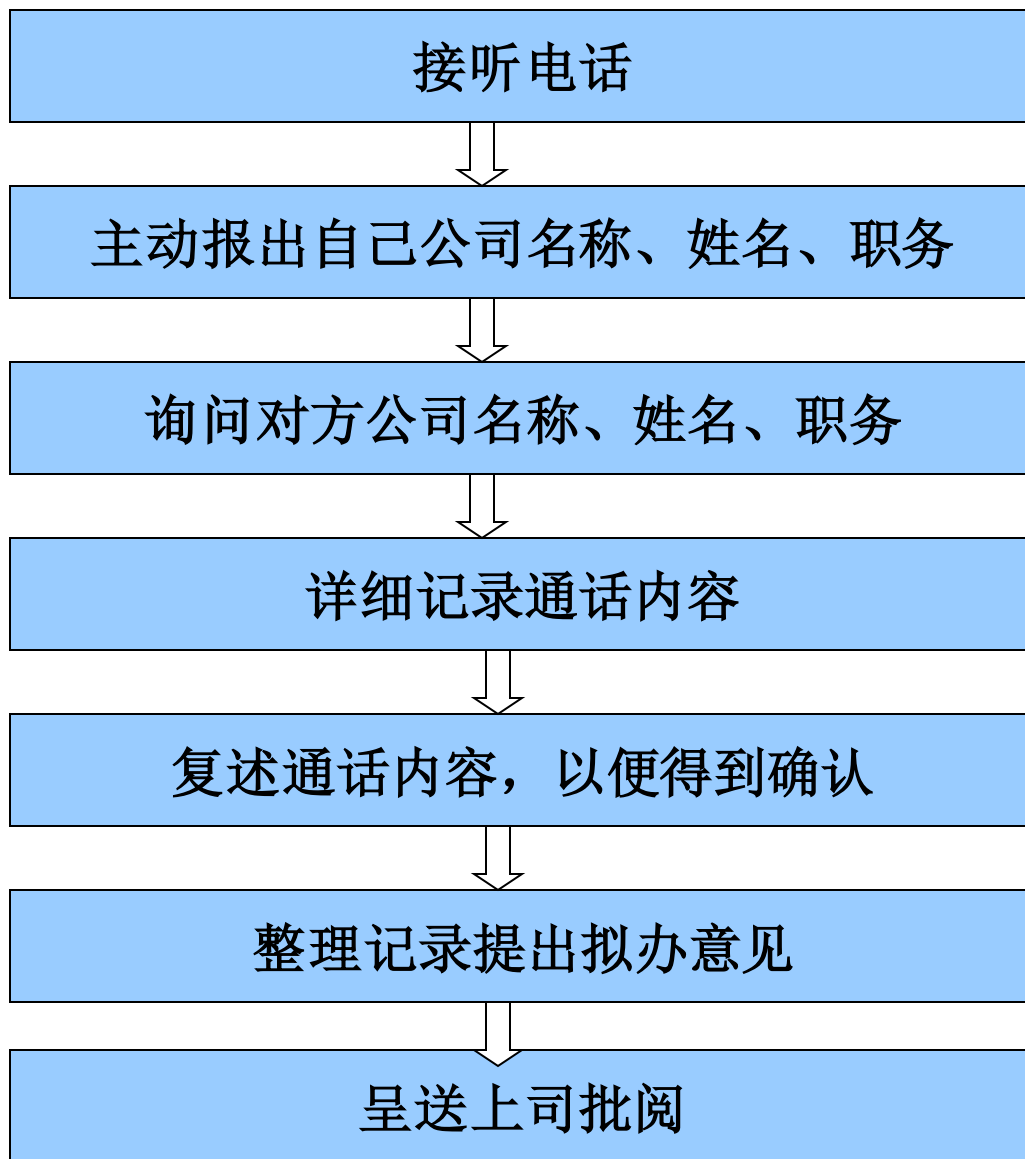 接听电话
主动报出自己公司名称、姓名、职务
询问对方公司名称、姓名、职务
详细记录通话内容
复述通话内容，以便得到确认
整理记录提出拟办意见
呈送上司批阅